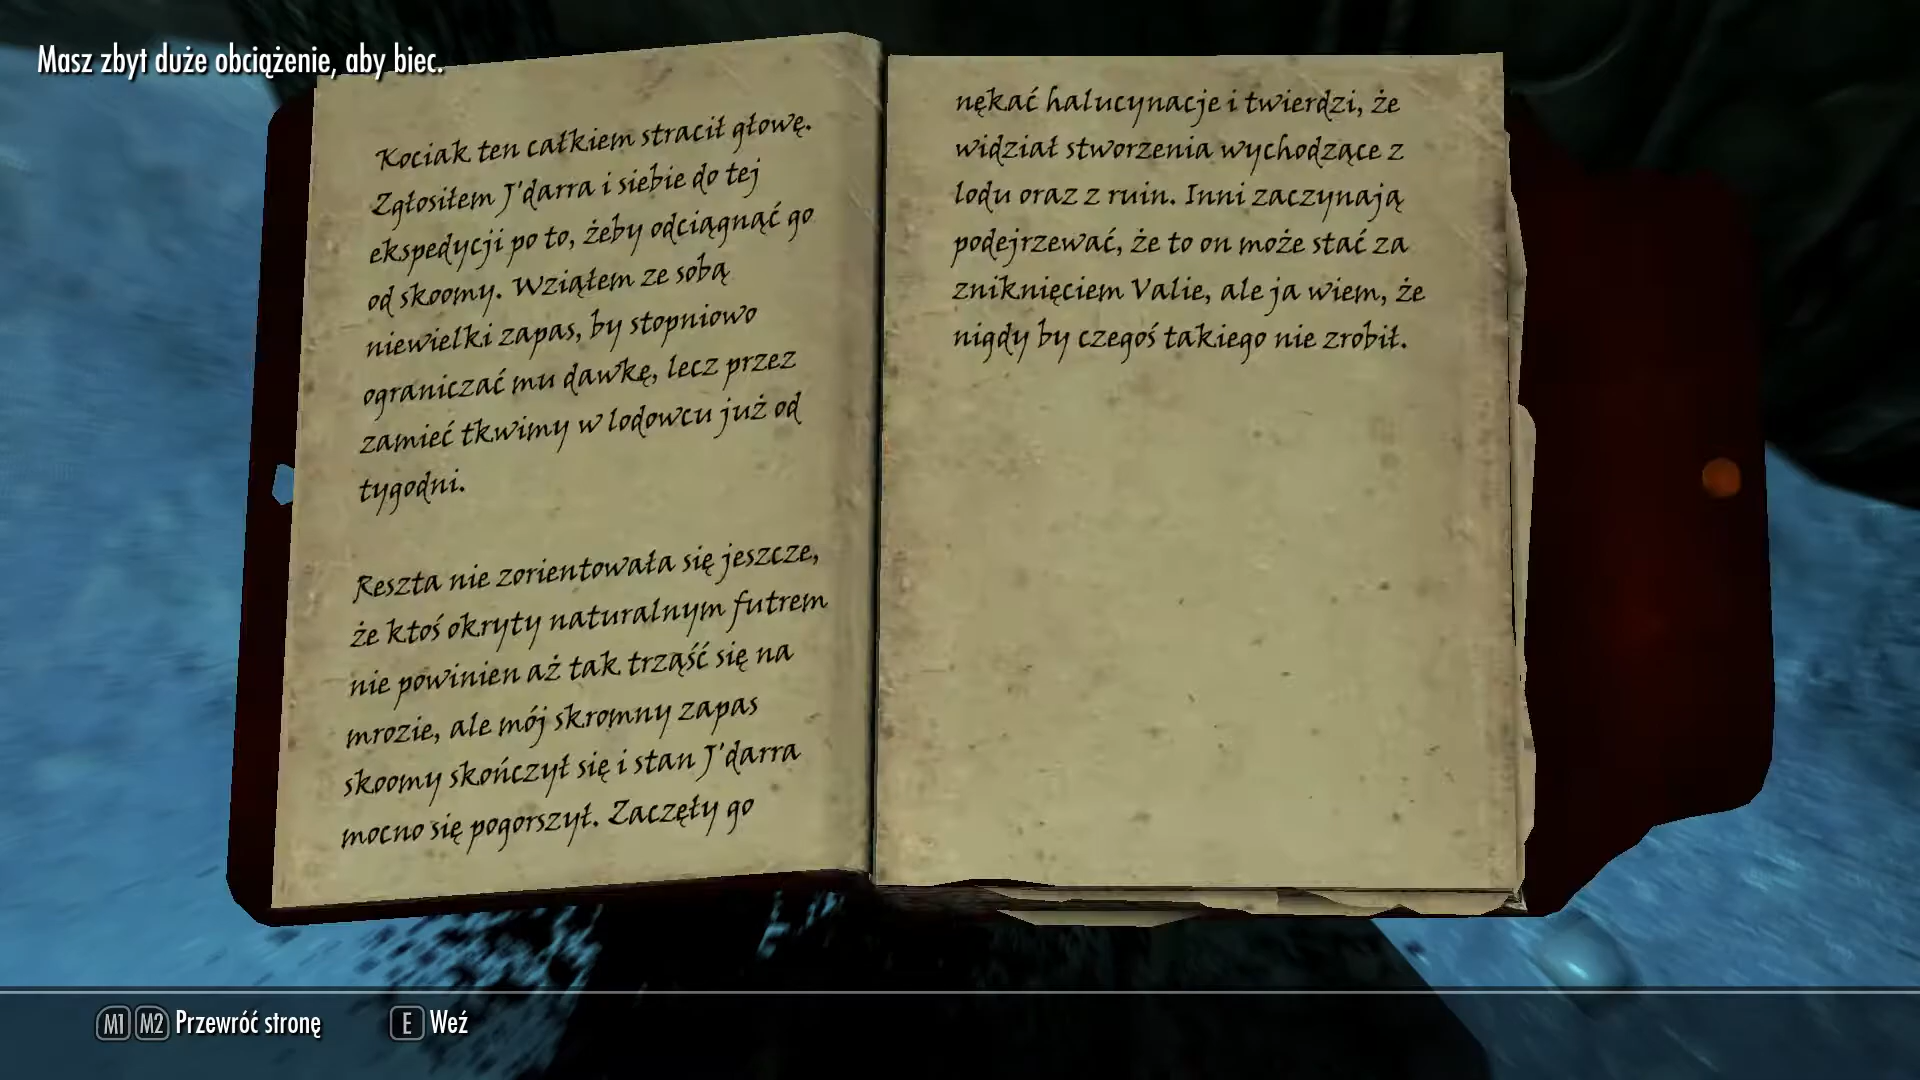 Masz zbyt duże obciążenie, aby biec.
Kociak ten całkiem stracił głowę.
Zgłosiłem J'darra i siebie do tej
ekspedycji po to, żeby odciągnąć go
od skoomy. Wziąłem ze sobą
niewielki zapas, by stopniowo
ograniczać mu dawkę, lecz przez
zamieć tkwimy w lodowcu już od
tygodni.
Reszta nie zorientowała się jeszcze,
że ktoś okryty naturalnym futrem
nie powinien aż tak trząść się na
mrozie, ale mój skromny zapas
skoomy skończył się i stan J'darra
mocno się pogorszył. Zaczęły go
nękać halucynacje i twierdzi, że
widział stworzenia wychodzące z
lodu oraz z ruin. Inni zaczynają
podejrzewać, że to on może stać za
zniknięciem Valie, ale ja wiem, że
nigdy by czegoś takiego nie zrobił.
M1 M2 Przewróć stronę
E Weź